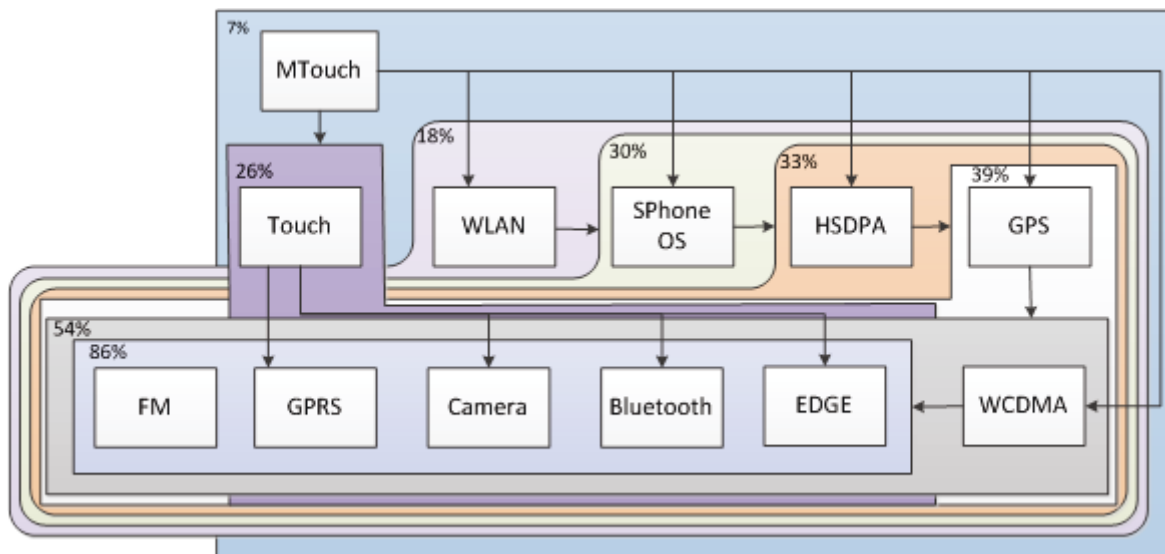 7%
MTouch
18%
30%
33%
26%
39%
Touch
WLAN
SPhone
OS
HSDPA
GPS
54%
86%
FM
GPRS
Camera
Bluetooth
EDGE
WCDMA